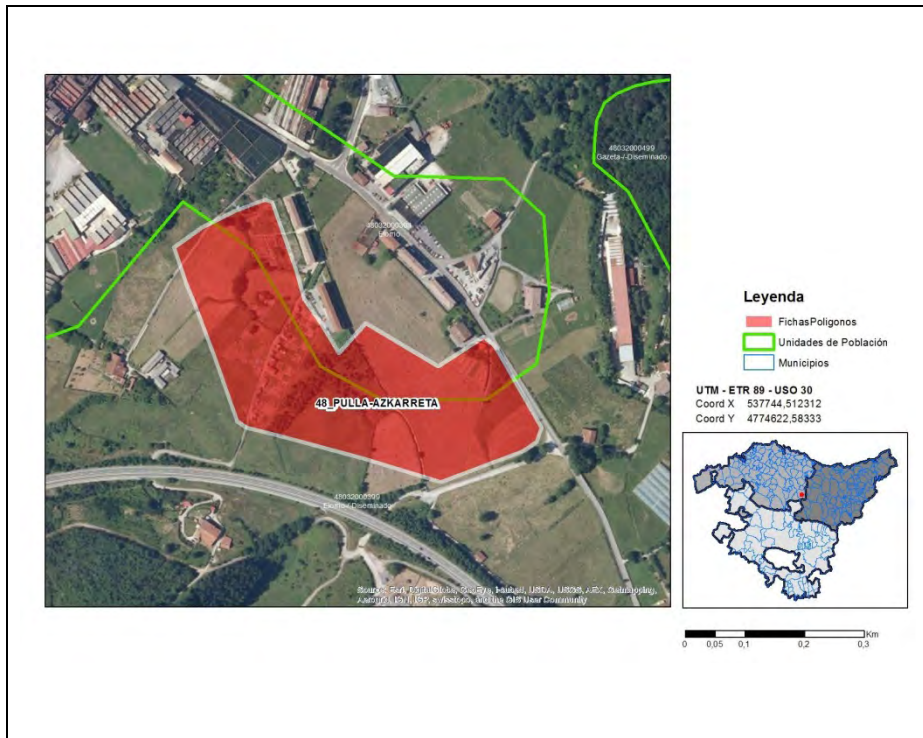 48032000499
Gazeta-/-Diseminado
48_PULLA-AZKARRETA
48032000399
Leyenda
FichasPoligonos
Unidades de Población
Municipios
UTM - ETR 89 - USO 30
Coord X 537744,512312
Coord Y 4774622,58333
Km
0 0,05 0,1 0,2 0,3